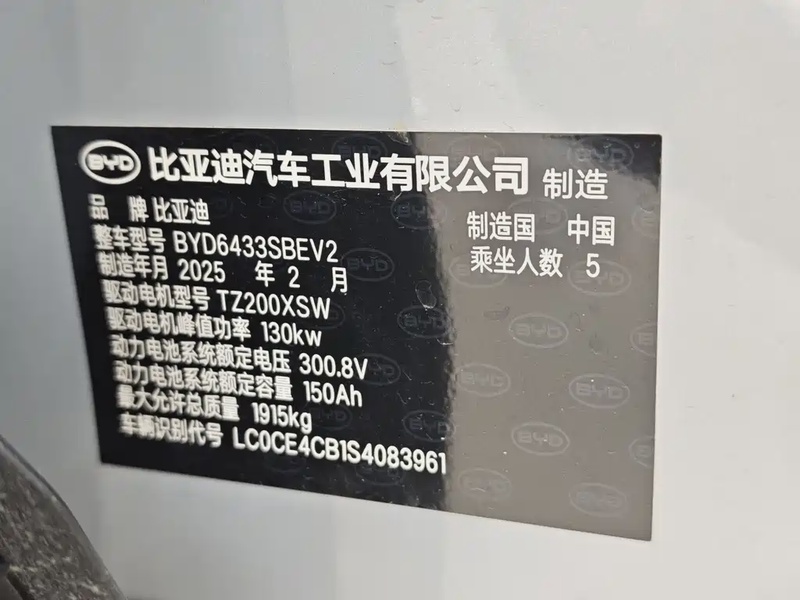 BYD 比亚迪汽车工业有限公司 制造
品 牌 比亚迪
制造国 中国
整车型号 BYD6433SBEV2
乘坐人数 5
制造年月 2025 年 2 月
驱动电机型号 TZ200XSW
驱动电机峰值功率 130kw
动力电池系统额定电压 300.8V
动力电池系统额定容量 150Ah
最大允许总质量 1915kg
车辆识别代号 LC0CE4CB1S4083961